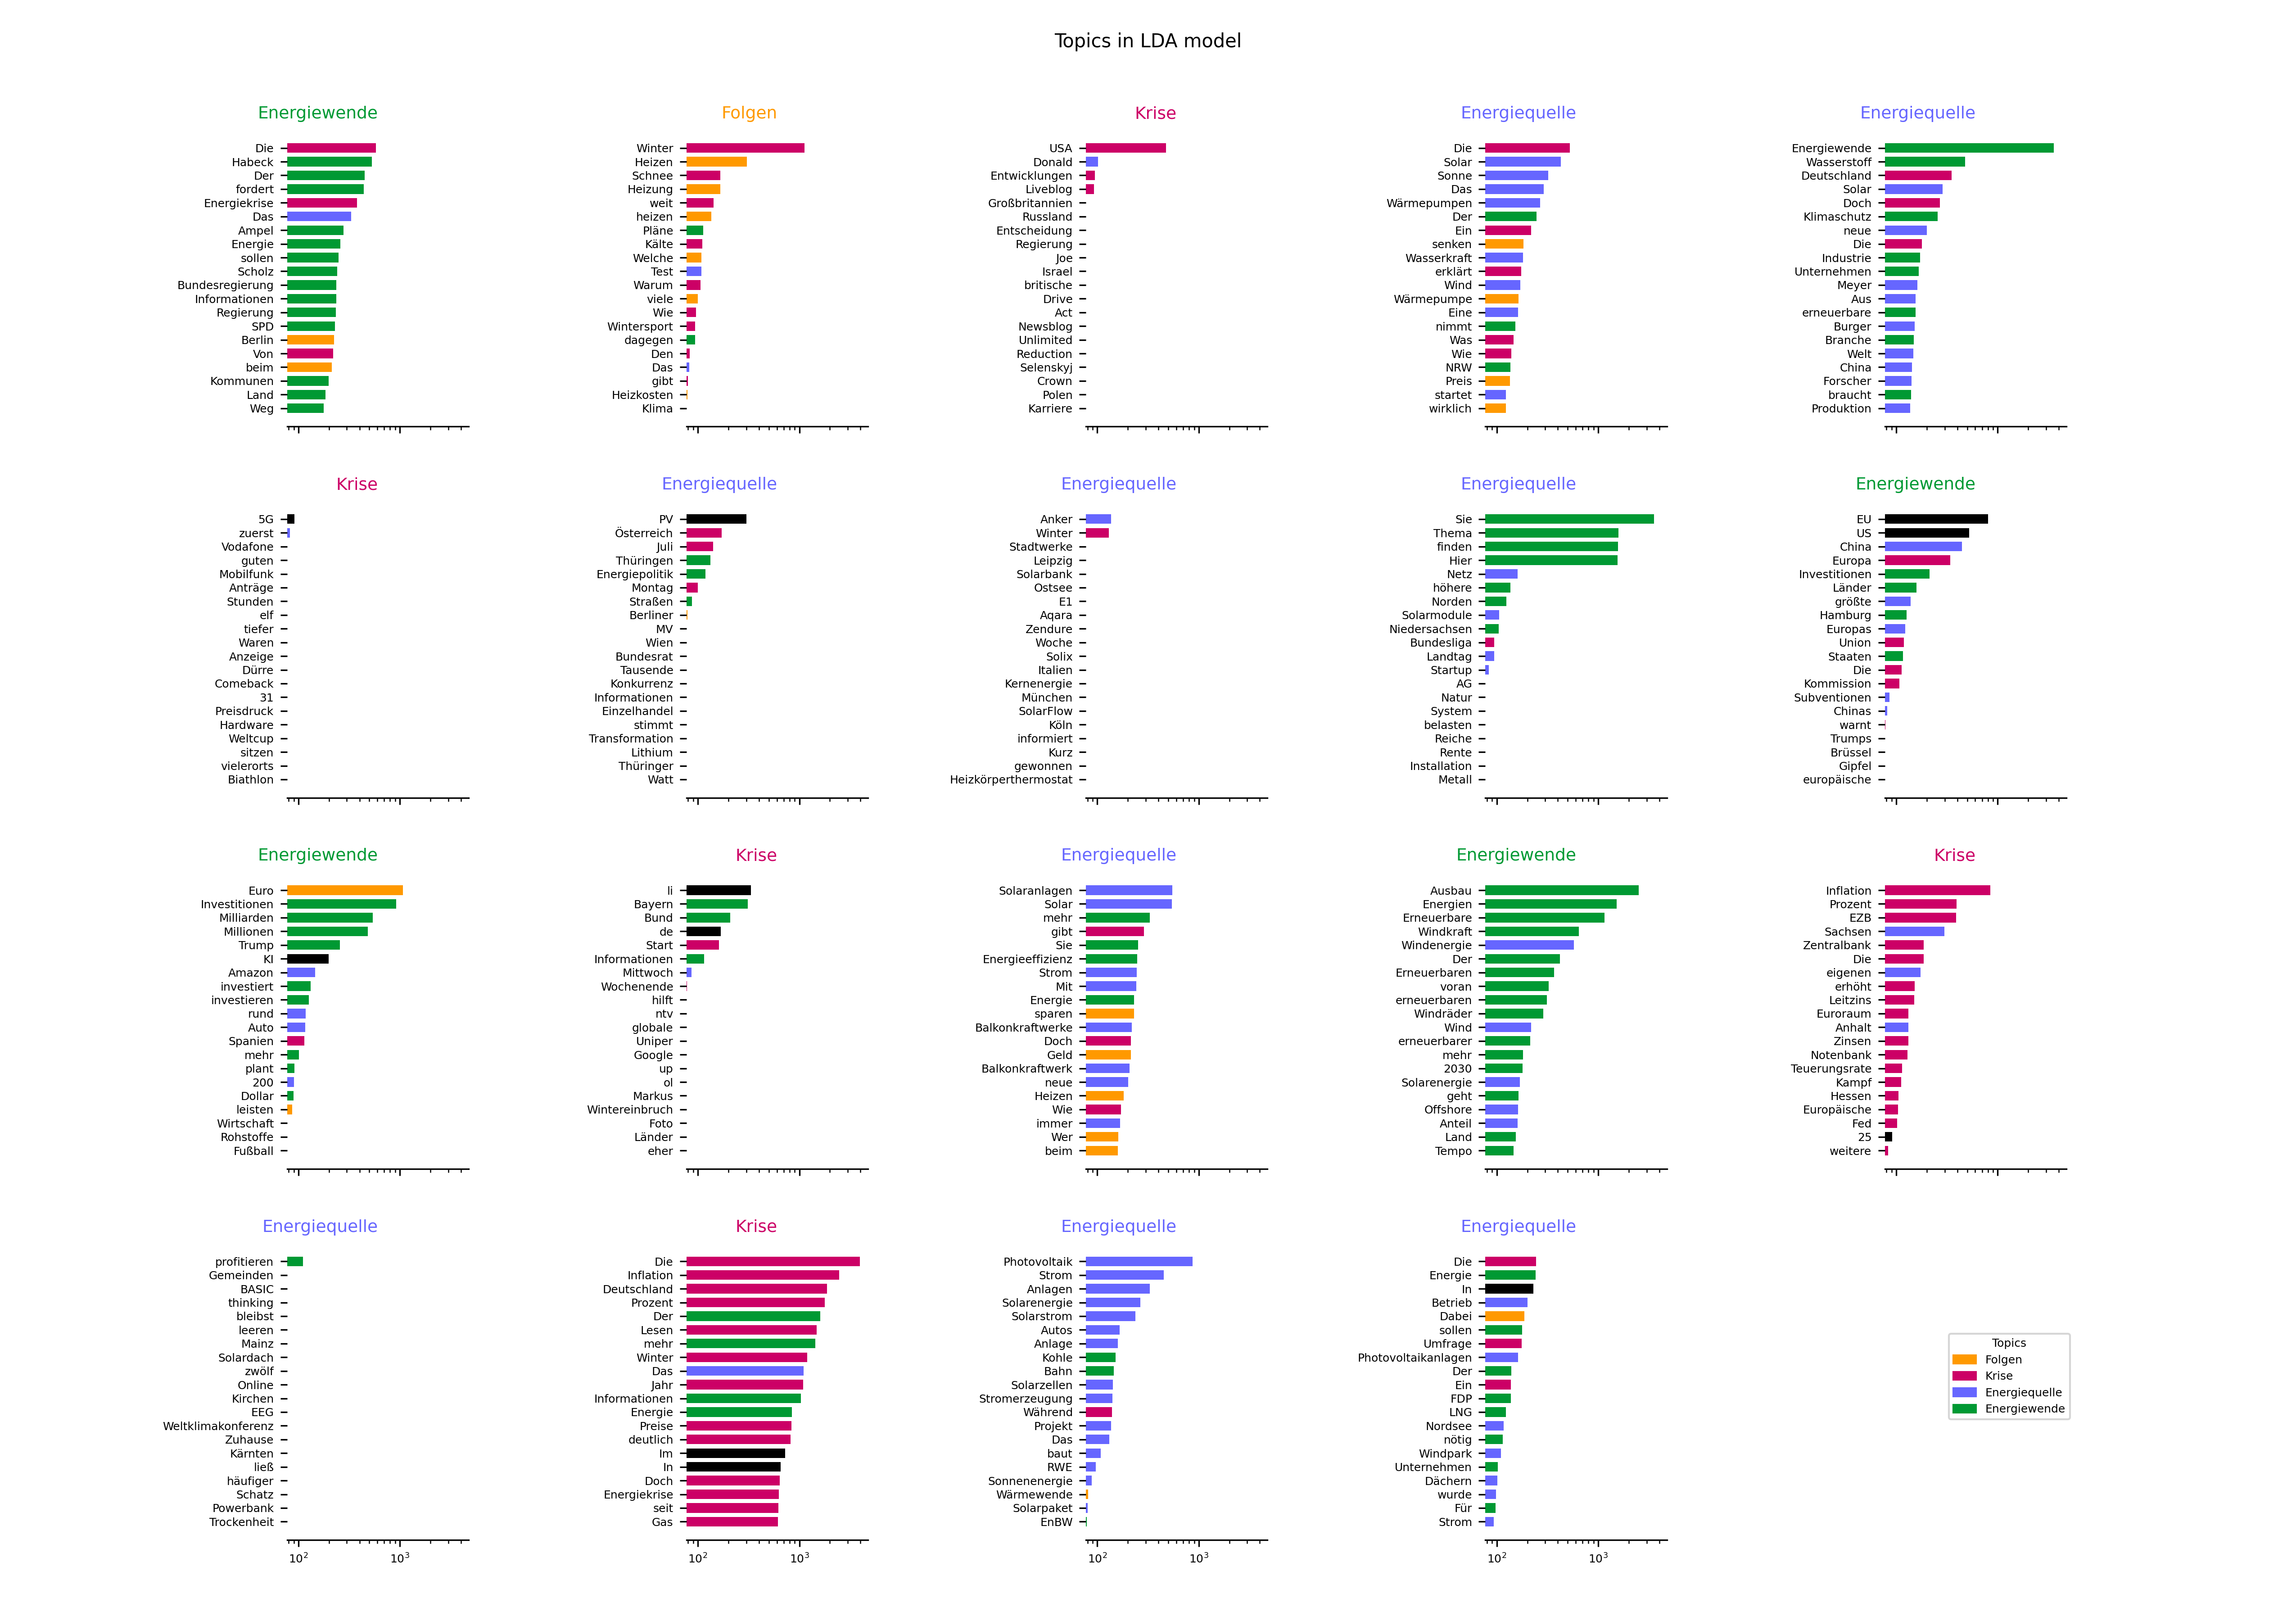 Topics in LDA model
Energiewende
Die
Habeck
Der
fordert
Energiekrise
Das
Ampel
Energie
sollen
Scholz
Bundesregierung
Informationen
Regierung
SPD
Berlin
Von
beim
Kommunen
Land
Weg
Folgen
Winter
Heizen
Schnee
Heizung
weit
heizen
Pläne
Kälte
Welche
Test
Warum
viele
Wie
Wintersport
dagegen
Den
Das
gibt
Heizkosten
Klima
Krise
USA
Donald
Entwicklungen
Liveblog
Großbritannien
Russland
Entscheidung
Regierung
Joe
Israel
britische
Drive
Act
Newsblog
Unlimited
Reduction
Selenskyj
Crown
Polen
Karriere
Energiequelle
Die
Solar
Sonne
Das
Wärmepumpen
Der
Ein
senken
Wasserkraft
erklärt
Wind
Wärmepumpe
Eine
nimmt
Was
Wie
NRW
Preis
startet
wirklich
Energiequelle
Energiewende
Wasserstoff
Deutschland
Solar
Doch
Klimaschutz
neue
Die
Industrie
Unternehmen
Meyer
Aus
erneuerbare
Burger
Branche
Welt
China
Forscher
braucht
Produktion
Krise
5G
zuerst
Vodafone
guten
Mobilfunk
Anträge
Stunden
elf
tiefer
Waren
Anzeige
Dürre
Comeback
31
Preisdruck
Hardware
Weltcup
sitzen
vielerorts
Biathlon
Energiequelle
PV
Österreich
Juli
Thüringen
Energiepolitik
Montag
Straßen
Berliner
MV
Wien
Bundesrat
Tausende
Konkurrenz
Informationen
Einzelhandel
stimmt
Transformation
Lithium
Thüringer
Watt
Energiequelle
Anker
Winter
Stadtwerke
Leipzig
Solarbank
Ostsee
E1
Aqara
Zendure
Woche
Solix
Italien
Kernenergie
München
SolarFlow
Köln
informiert
Kurz
gewonnen
Heizkörperthermostat
Energiequelle
Sie
Thema
finden
Hier
Netz
höhere
Norden
Solarmodule
Niedersachsen
Bundesliga
Landtag
Startup
AG
Natur
System
belasten
Reiche
Rente
Installation
Metall
Energiewende
EU
US
China
Europa
Investitionen
Länder
größte
Hamburg
Europas
Union
Staaten
Die
Kommission
Subventionen
Chinas
warnt
Trumps
Brüssel
Gipfel
europäische
Energiewende
Euro
Investitionen
Milliarden
Millionen
Trump
KI
Amazon
investiert
investieren
rund
Auto
Spanien
mehr
plant
200
Dollar
leisten
Wirtschaft
Rohstoffe
Fußball
Krise
li
Bayern
Bund
de
Start
Informationen
Mittwoch
Wochenende
hilft
ntv
globale
Uniper
Google
up
ol
Markus
Wintereinbruch
Foto
Länder
eher
Energiequelle
Solaranlagen
Solar
mehr
gibt
Sie
Energieeffizienz
Strom
Mit
Energie
sparen
Balkonkraftwerke
Doch
Geld
Balkonkraftwerk
neue
Heizen
Wie
immer
Wer
beim
Energiewende
Ausbau
Energien
Erneuerbare
Windkraft
Windenergie
Der
Erneuerbaren
voran
erneuerbaren
Windräder
Wind
erneuerbarer
mehr
2030
Solarenergie
geht
Offshore
Anteil
Land
Tempo
Krise
Inflation
Prozent
EZB
Sachsen
Zentralbank
Die
eigenen
erhöht
Leitzins
Euroraum
Anhalt
Zinsen
Notenbank
Teuerungsrate
Kampf
Hessen
Europäische
Fed
25
weitere
Energiequelle
profitieren
Gemeinden
BASIC
thinking
bleibst
leeren
Mainz
Solardach
zwölf
Online
Kirchen
EEG
Weltklimakonferenz
Zuhause
Kärnten
ließ
häufiger
Schatz
Powerbank
Trockenheit
10² 10³
Krise
Die
Inflation
Deutschland
Prozent
Der
Lesen
mehr
Winter
Das
Jahr
Informationen
Energie
Preise
deutlich
Im
In
Doch
Energiekrise
seit
Gas
10² 10³
Energiequelle
Photovoltaik
Strom
Anlagen
Solarenergie
Solarstrom
Autos
Anlage
Kohle
Bahn
Solarzellen
Stromerzeugung
Während
Projekt
Das
baut
RWE
Sonnenenergie
Wärmewende
Solarpaket
EnBW
10² 10³
Energiequelle
Die
Energie
In
Betrieb
Dabei
sollen
Umfrage
Photovoltaikanlagen
Der
Ein
FDP
LNG
Nordsee
nötig
Windpark
Unternehmen
Dächern
wurde
Für
Strom
10² 10³
Topics
Folgen
Krise
Energiequelle
Energiewende